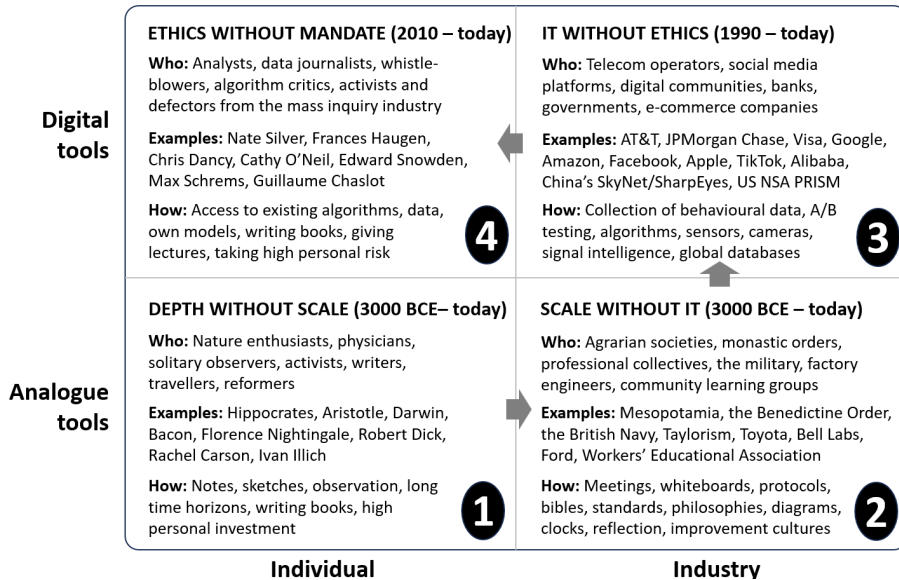 ETHICS WITHOUT MANDATE (2010 – today)
Who: Analysts, data journalists, whistle-
blowers, algorithm critics, activists and
defectors from the mass inquiry industry
Examples: Nate Silver, Frances Haugen,
Chris Dancy, Cathy O’Neil, Edward Snowden,
Max Schrems, Guillaume Chaslot
How: Access to existing algorithms, data,
own models, writing books, giving
lectures, taking high personal risk
4
IT WITHOUT ETHICS (1990 – today)
Who: Telecom operators, social media
platforms, digital communities, banks,
governments, e-commerce companies
Examples: AT&T, JPMorgan Chase, Visa, Google,
Amazon, Facebook, Apple, TikTok, Alibaba,
China’s SkyNet/SharpEyes, US NSA PRISM
How: Collection of behavioural data, A/B
testing, algorithms, sensors, cameras,
signal intelligence, global databases
3
Digital
tools
DEPTH WITHOUT SCALE (3000 BCE– today)
Who: Nature enthusiasts, physicians,
solitary observers, activists, writers,
travellers, reformers
Examples: Hippocrates, Aristotle, Darwin,
Bacon, Florence Nightingale, Robert Dick,
Rachel Carson, Ivan Illich
How: Notes, sketches, observation, long
time horizons, writing books, high
personal investment
1
SCALE WITHOUT IT (3000 BCE – today)
Who: Agrarian societies, monastic orders,
professional collectives, the military, factory
engineers, community learning groups
Examples: Mesopotamia, the Benedictine Order,
the British Navy, Taylorism, Toyota, Bell Labs,
Ford, Workers’ Educational Association
How: Meetings, whiteboards, protocols,
bibles, standards, philosophies, diagrams,
clocks, reflection, improvement cultures
2
Analogue
tools
Individual
Industry